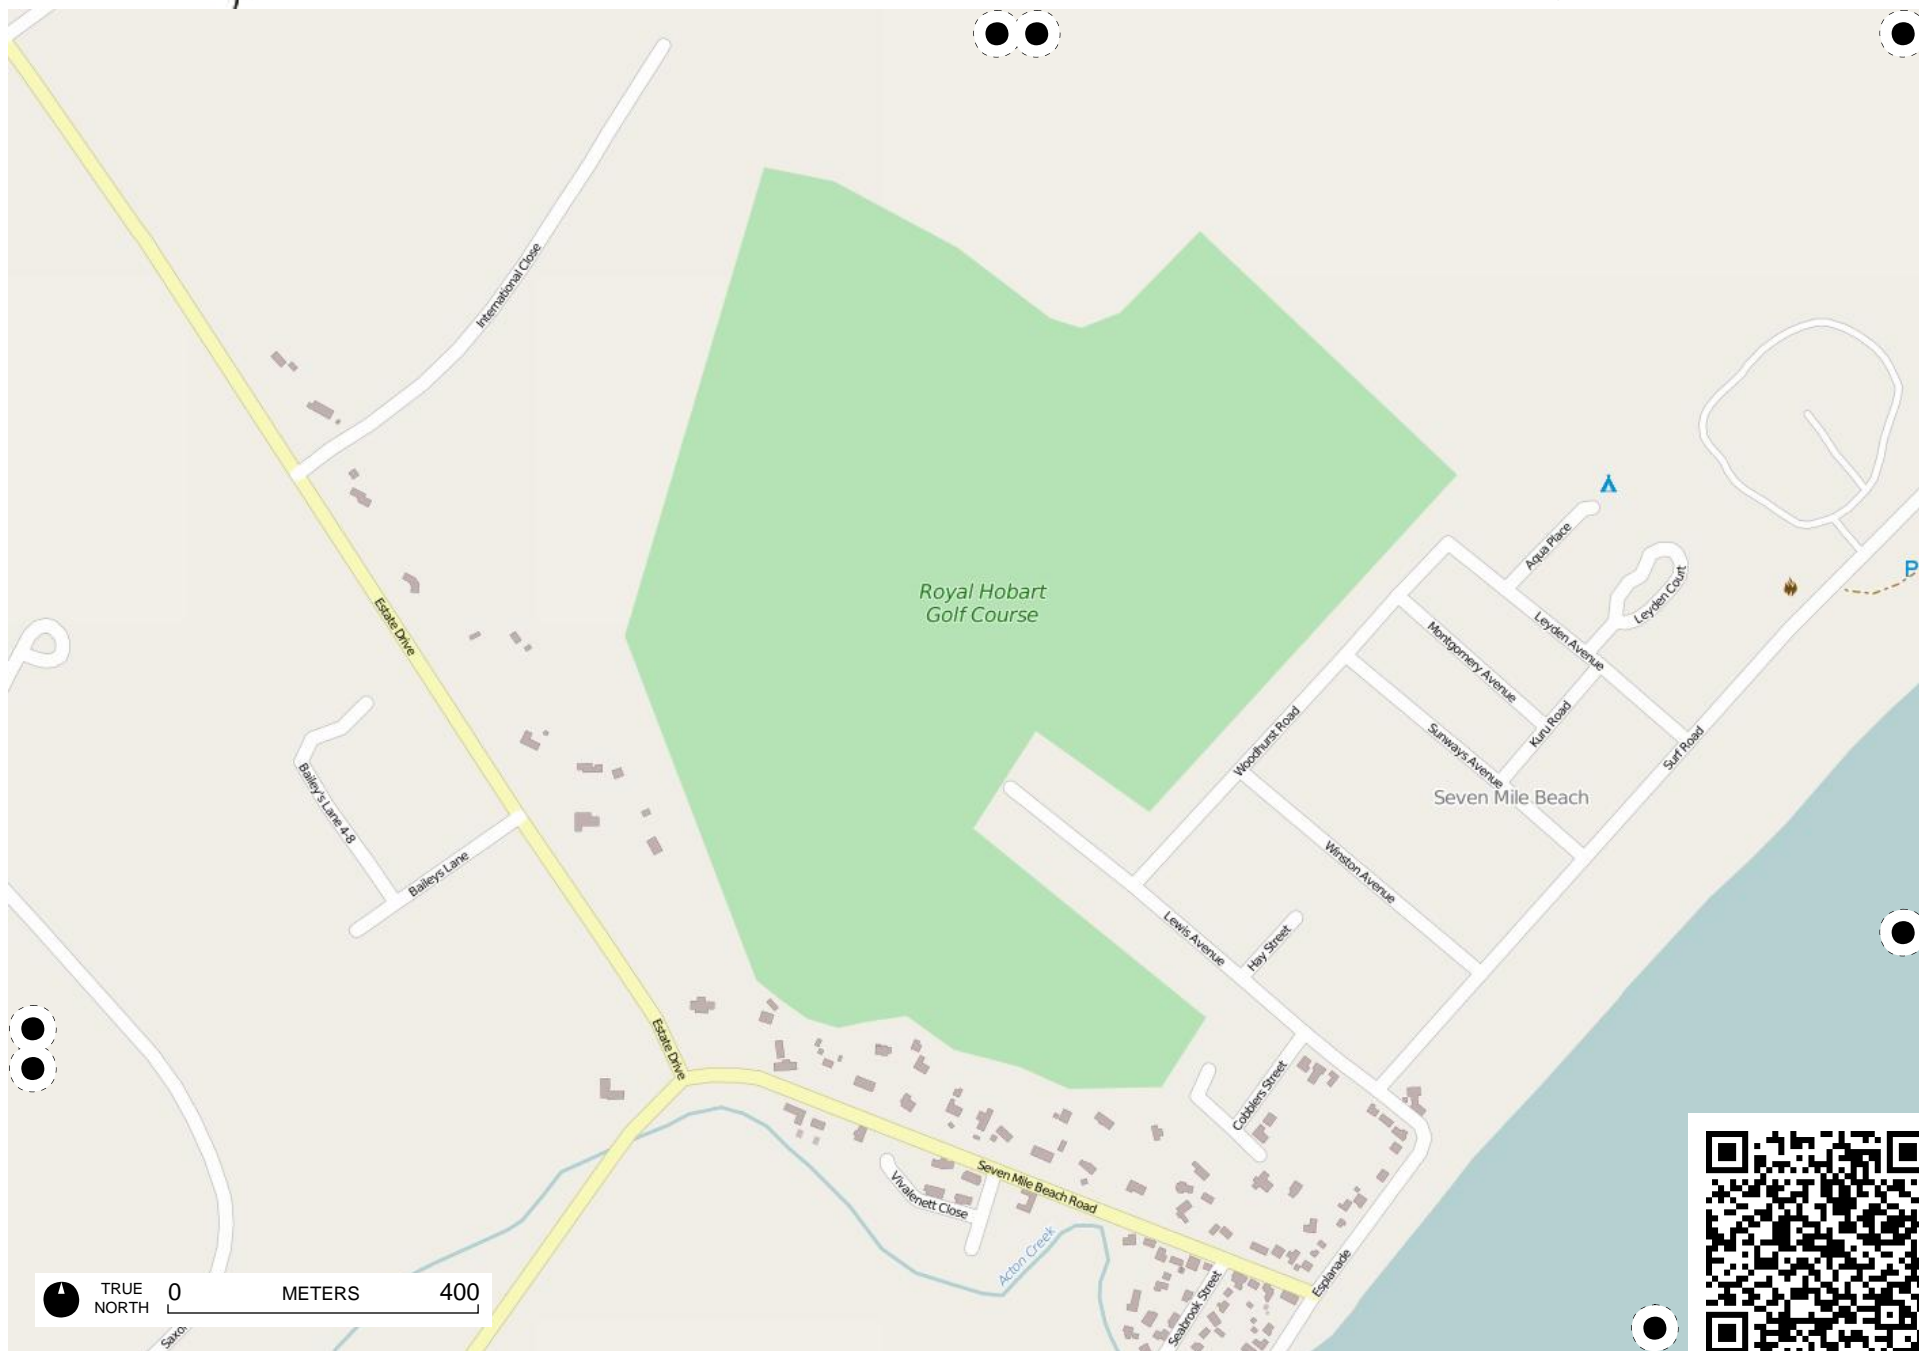 International Close
Royal Hobart
Golf Course
Aqua Place
P
Leyden Court
Estate Drive
Leyden Avenue
Montgomery Avenue
Kuru Road
Woodhurst Road
Sunways Avenue
Surf Road
Seven Mile Beach
Bailey's Lane 4-8
Baileys Lane
Winston Avenue
Lewis Avenue
Hay Street
Estate Drive
Cobblers Street
Seven Mile Beach Road
Vivalenett Close
Acton Creek
Esplanade
Seabrook Street
TRUE
NORTH
0 METERS 400